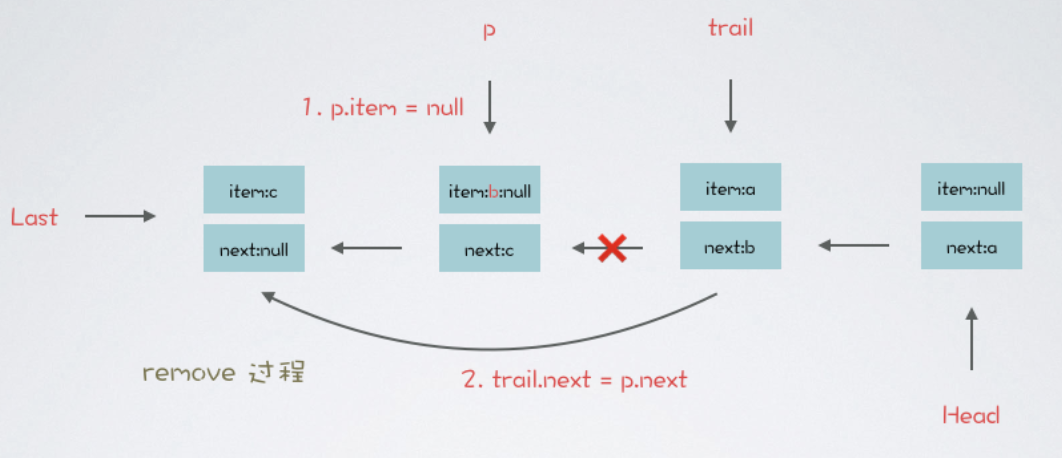 p
trail
1. p.item = null
item:c
item:b:null
item:a
item:null
Last
next:null
next:c
next:b
next:a
remove 过程
2. trail.next = p.next
Head